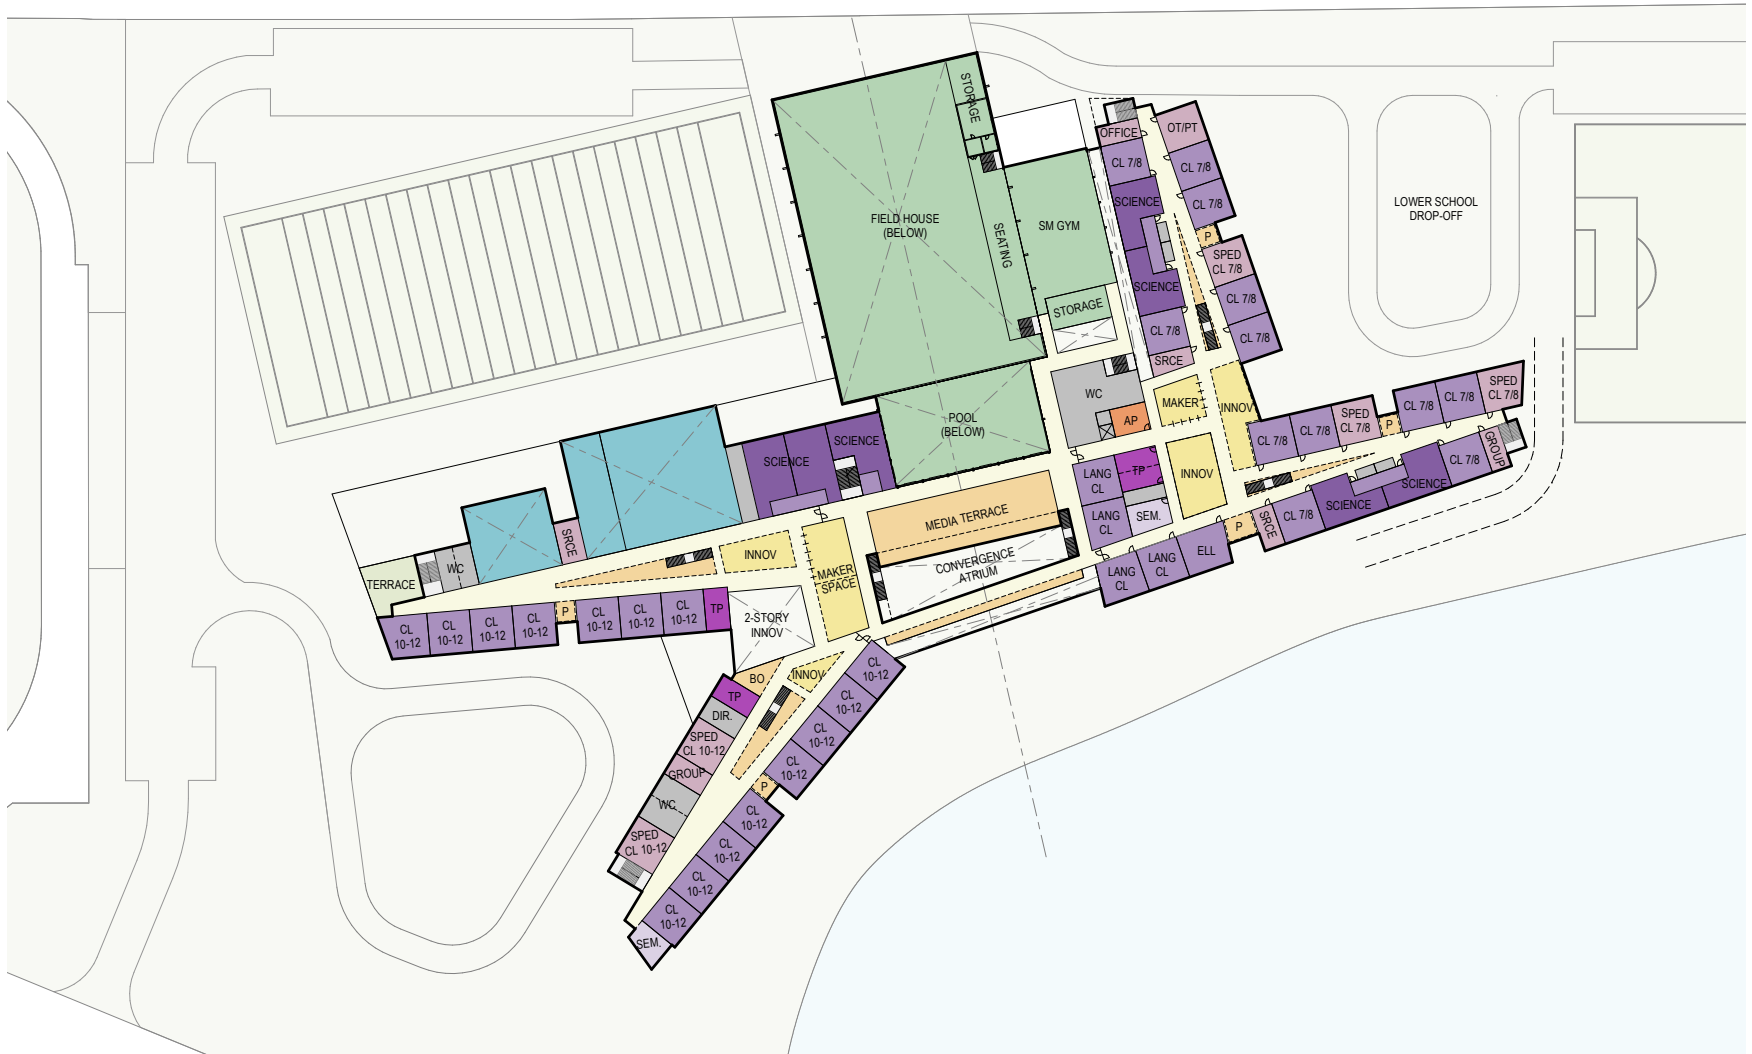 STORAGE
OFFICE
OT/PT
CL 7/8
CL 7/8
SCIENCE
CL 7/8
LOWER SCHOOL
DROP-OFF
FIELD HOUSE
(BELOW)
SEATING
SM GYM
P
SPED
CL 7/8
SCIENCE
CL 7/8
STORAGE
CL 7/8
CL 7/8
SRCE
WC
MAKER
INNOV
AP
POOL
(BELOW)
SPED
CL 7/8
CL 7/8
CL 7/8
P
SPED
CL 7/8
CL 7/8
CL 7/8
GROUP
CL 7/8
SCIENCE
SCIENCE
CL 7/8
SRCE
P
SCIENCE
SCIENCE
LANG
CL
TP
INNOV
LANG
CL
SEM.
MEDIA TERRACE
CONVERGENCE
ATRIUM
LANG
CL
LANG
CL
ELL
SRCE
WC
TERRACE
INNOV
MAKER
SPACE
CL
10-12
CL
10-12
CL
10-12
CL
10-12
P
CL
10-12
CL
10-12
CL
10-12
TP
2-STORY
INNOV
BO
INNOV
CL
10-12
TP
DIR.
CL
10-12
SPED
CL 10-12
CL
10-12
GROUP
CL
10-12
P
WC
CL
10-12
SPED
CL 10-12
CL
10-12
CL
10-12
CL
10-12
SEM.